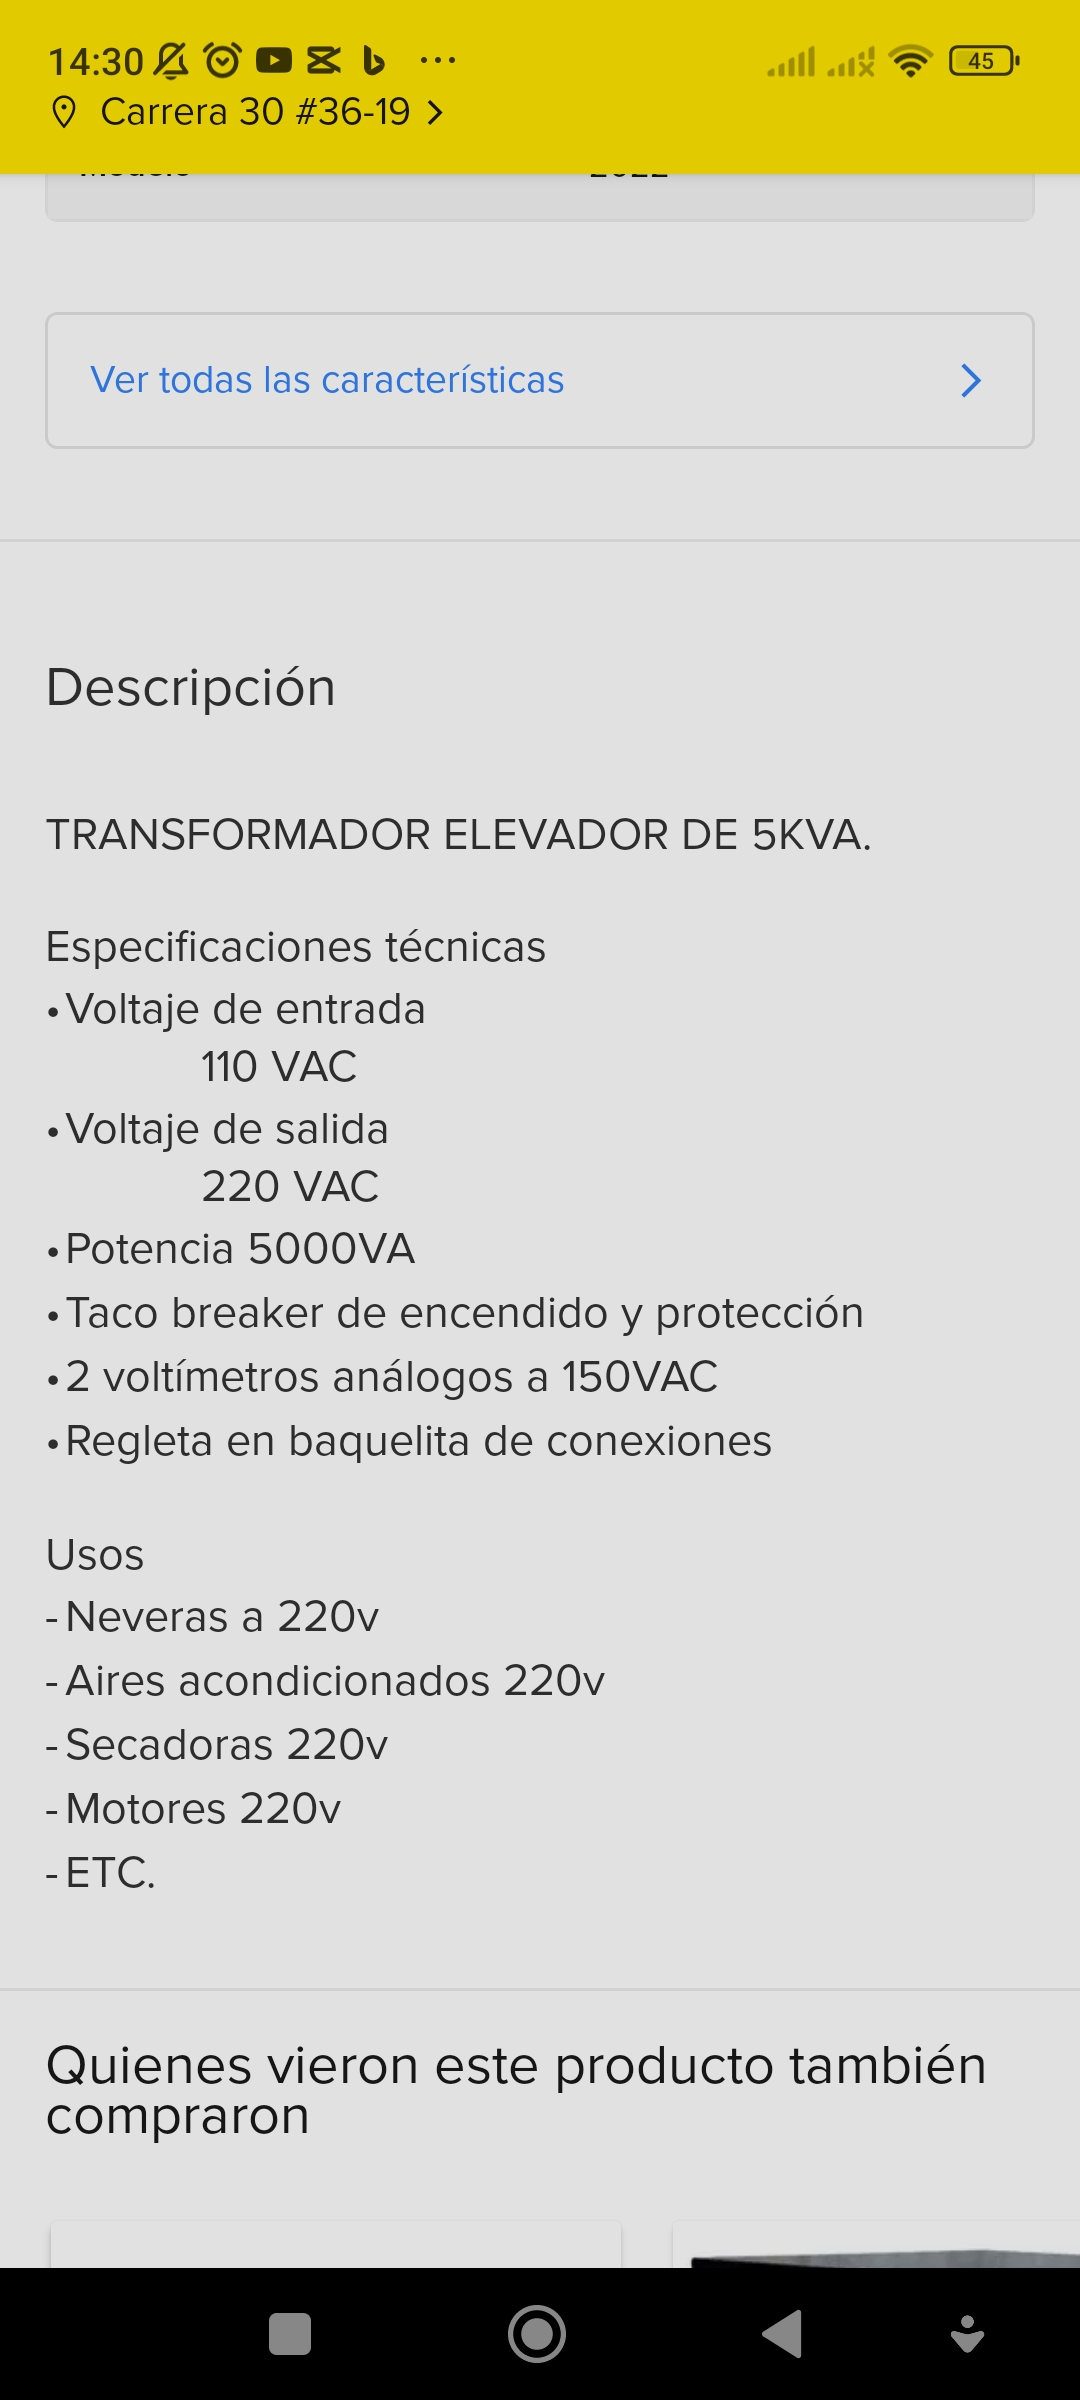 14:30
45
Carrera 30 #36-19
Ver todas las características
Descripción
TRANSFORMADOR ELEVADOR DE 5KVA.
Especificaciones técnicas
•Voltaje de entrada
110 VAC
•Voltaje de salida
220 VAC
•Potencia 5000VA
•Taco breaker de encendido y protección
•2 voltímetros análogos a 150VAC
•Regleta en baquelita de conexiones
Usos
-Neveras a 220v
-Aires acondicionados 220v
-Secadoras 220v
-Motores 220v
-ETC.
Quienes vieron este producto también
compraron